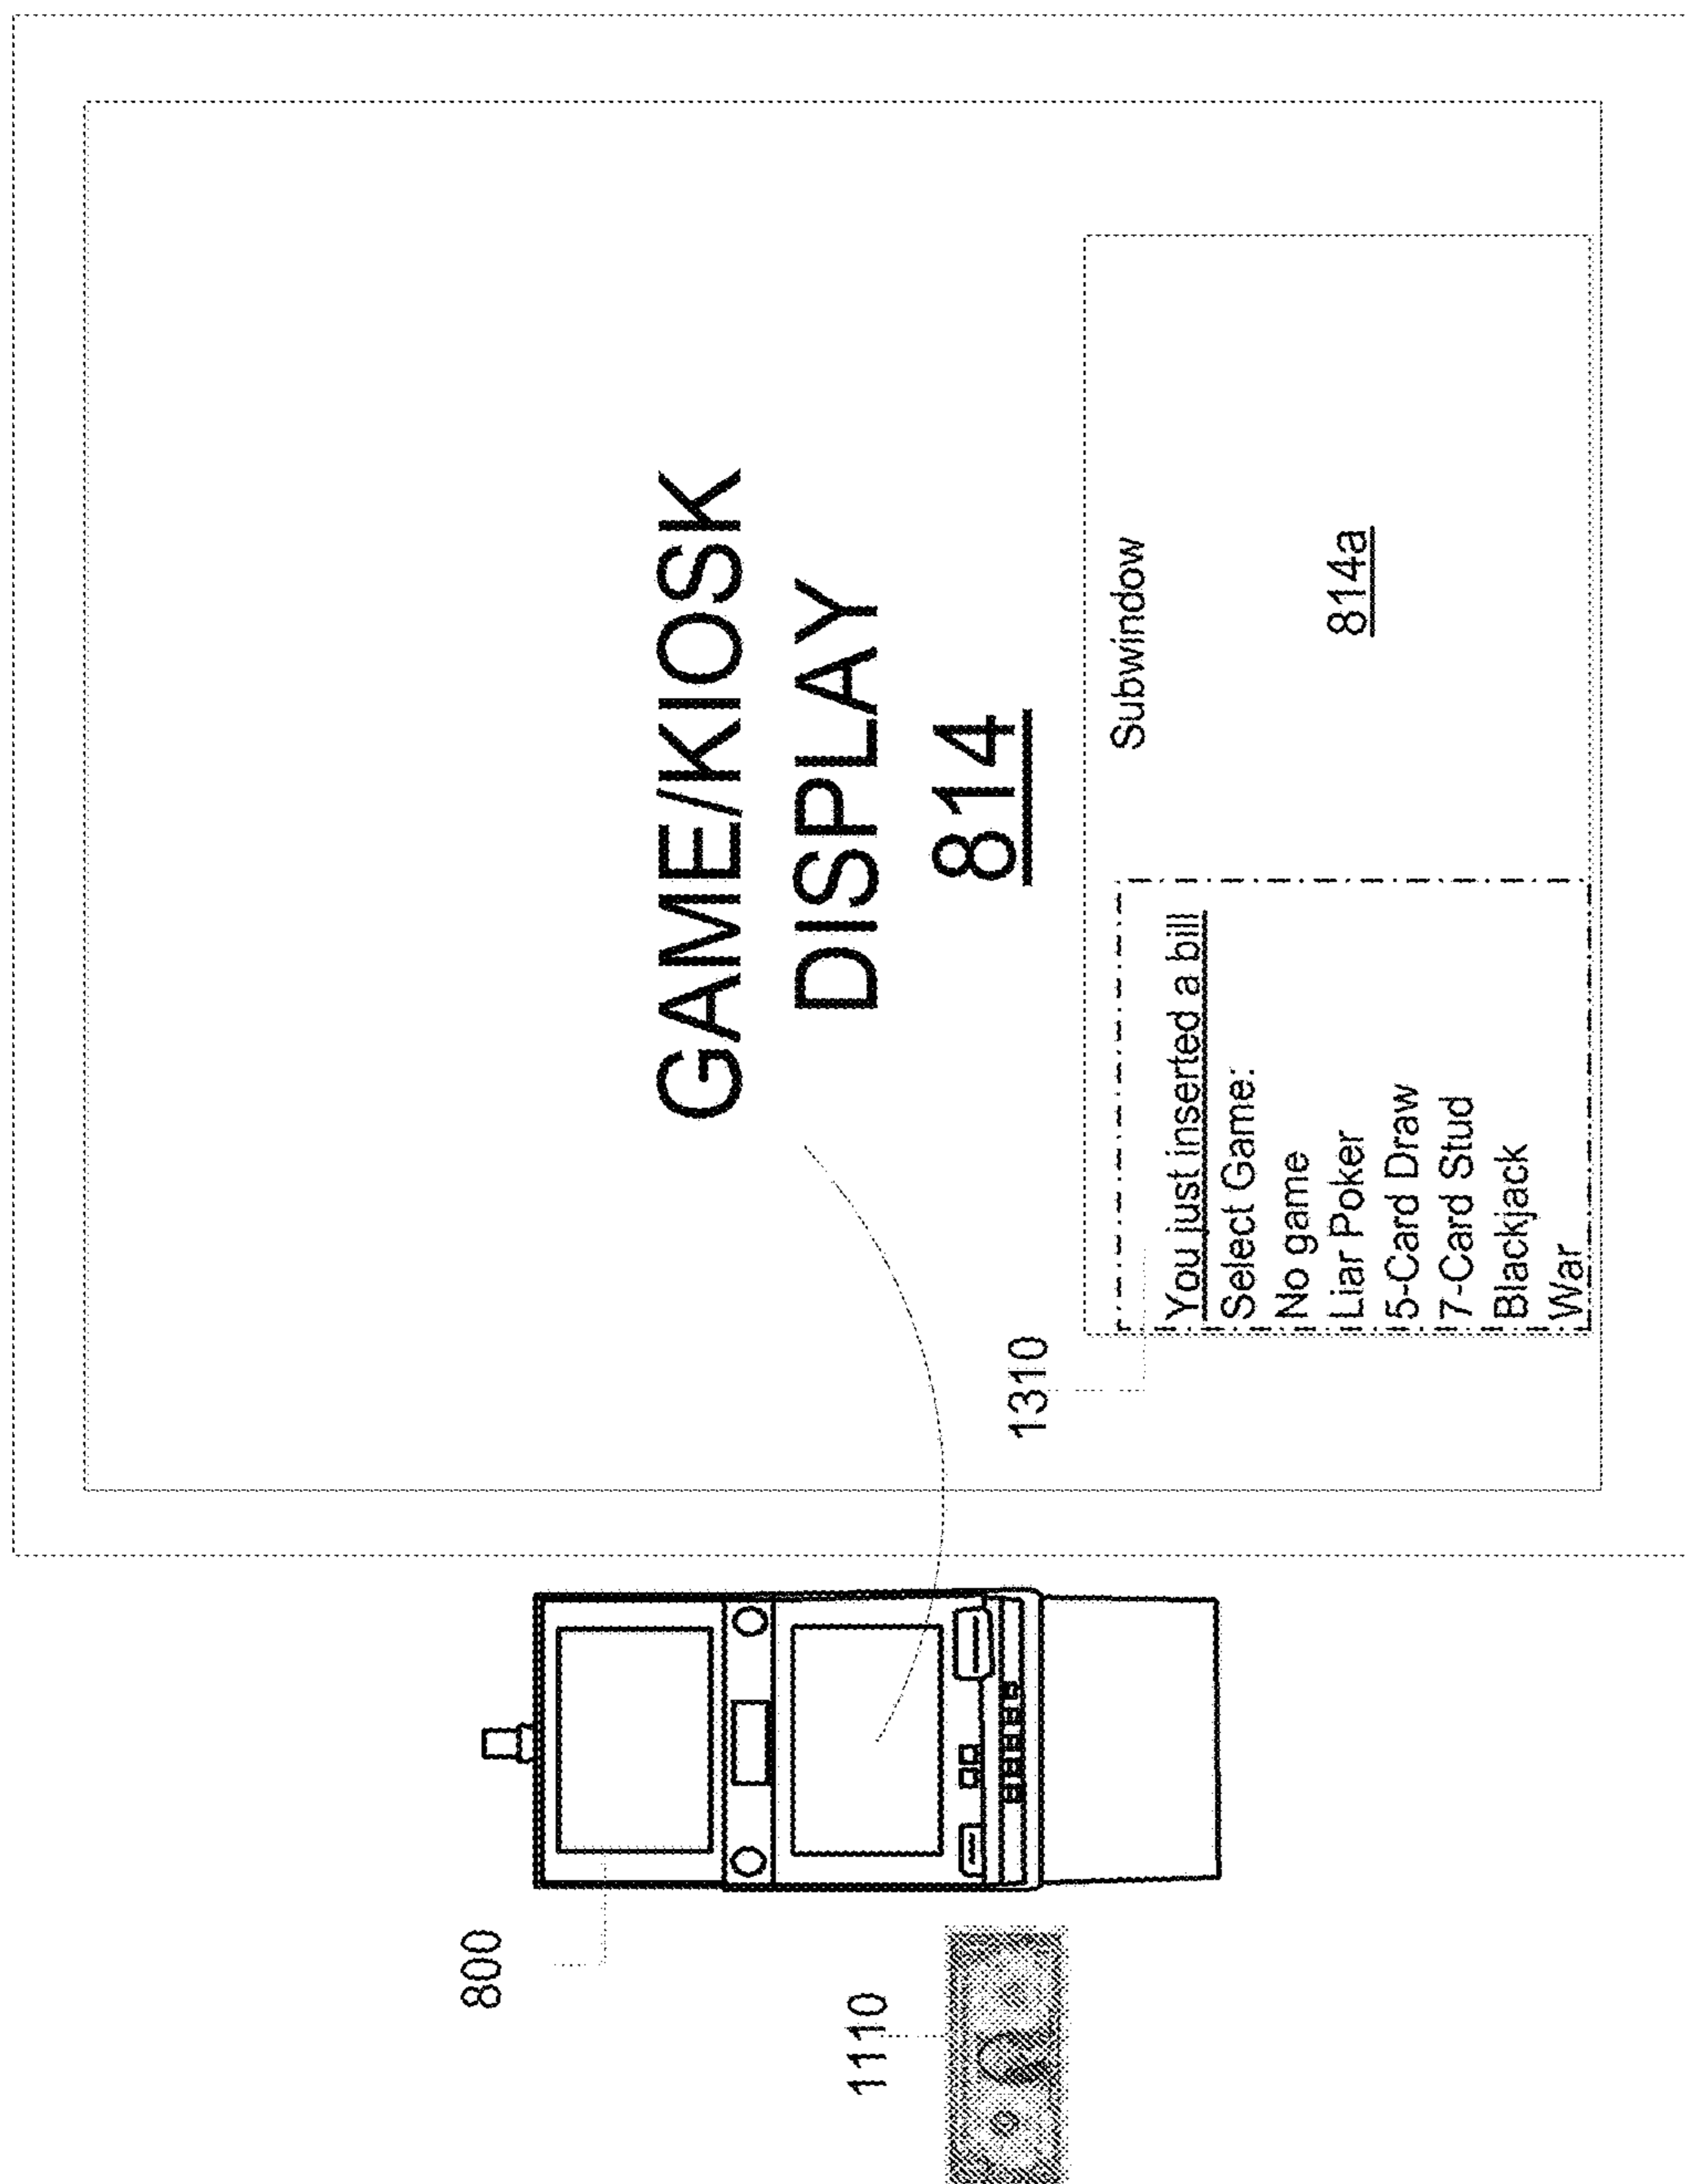 GAME/KIOSK
DISPLAY
814
800
1110
1310
Subwindow
814a
You just inserted a bill
Select Game:
No game
Liar Poker
5-Card Draw
7-Card Stud
Blackjack
War